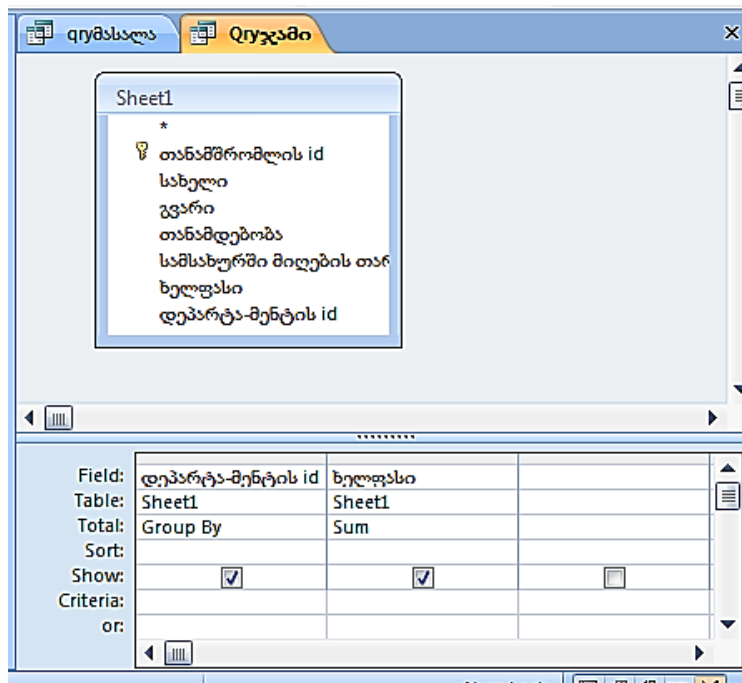 qryმასალა Qryჯამი
Sheet1
*
თანამშრომლის id
სახელი
გვარი
თანამდებობა
სამსახურში მიღების თარ
ხელფასი
დეპარტა-მენტის id
Field: დეპარტა-მენტის id ხელფასი
Table: Sheet1 Sheet1
Total: Group By Sum
Sort:
Show:
Criteria:
or: